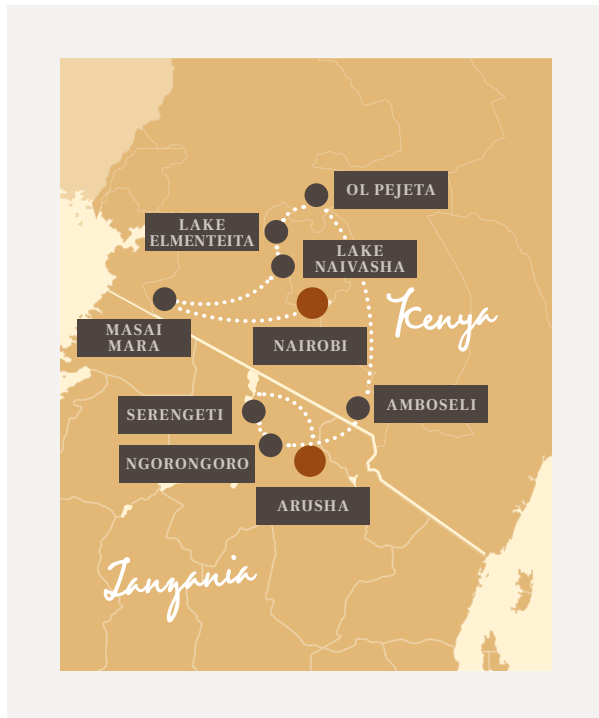 OL PEJETA
LAKE
ELMENTEITA
LAKE
NAIVASHA
Kenya
MASAI
MARA
NAIROBI
AMBOSELI
SERENGETI
NGORONGORO
ARUSHA
Tanzania